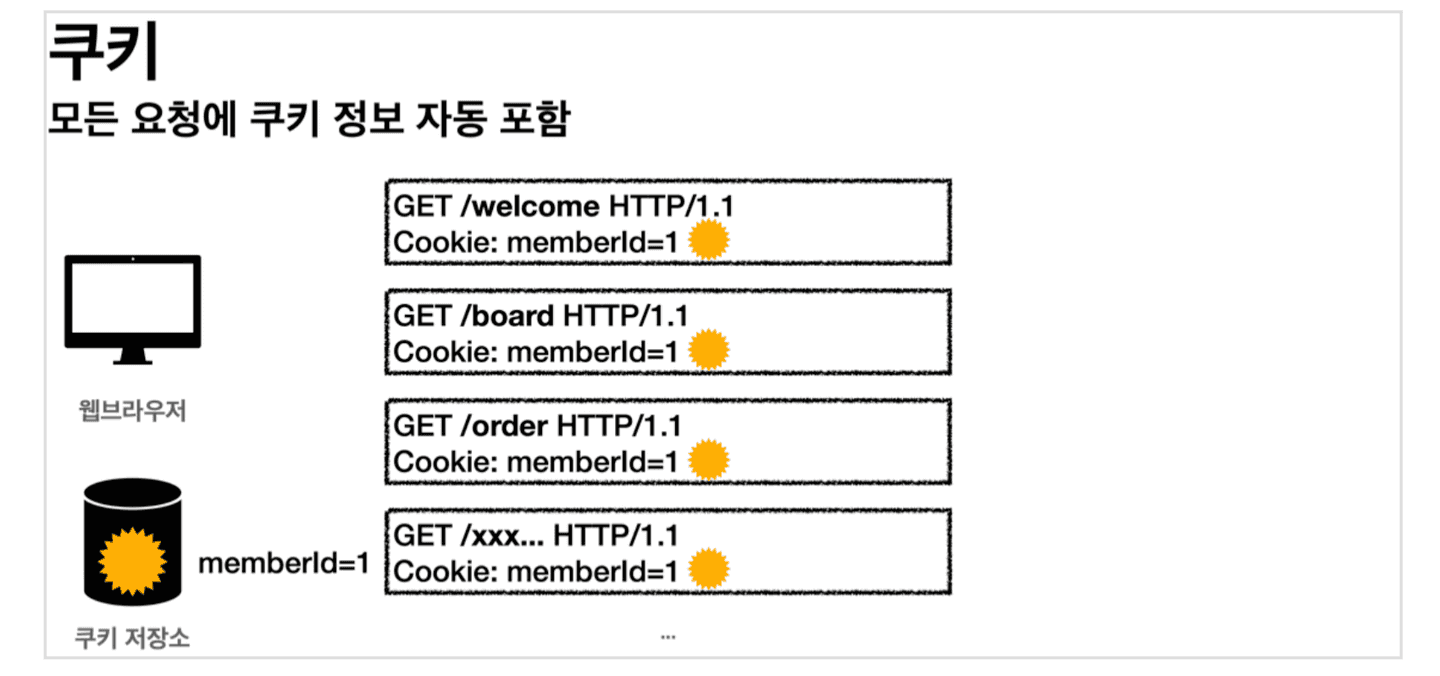 쿠키
모든 요청에 쿠키 정보 자동 포함
GET /welcome HTTP/1.1
Cookie: memberId=1
GET /board HTTP/1.1
Cookie: memberId=1
웹브라우저
GET /order HTTP/1.1
Cookie: memberId=1
GET /xxx... HTTP/1.1
memberId=1
Cookie: memberId=1
쿠키 저장소
...